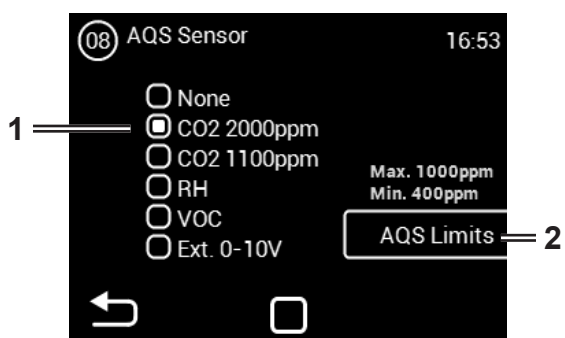 08 AQS Sensor 16:53
None
1 CO2 2000ppm
CO2 1100ppm
RH
VOC
Ext. 0-10V
Max. 1000ppm
Min. 400ppm
AQS Limits 2